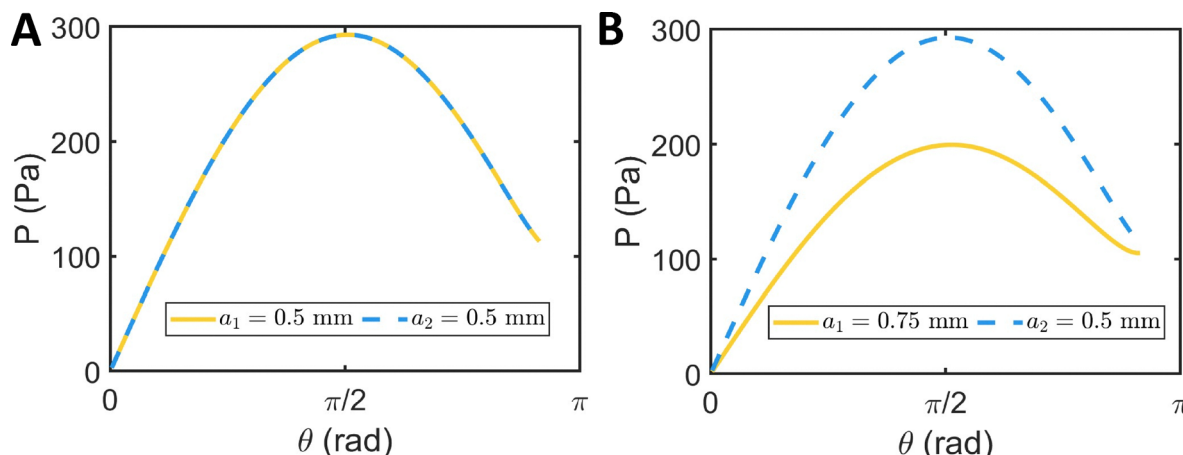 A
300
200
100
0
P (Pa)
a₁ = 0.5 mm a₂ = 0.5 mm
0 π/2 π
θ (rad)
B
300
200
100
0
P (Pa)
a₁ = 0.75 mm a₂ = 0.5 mm
0 π/2 π
θ (rad)